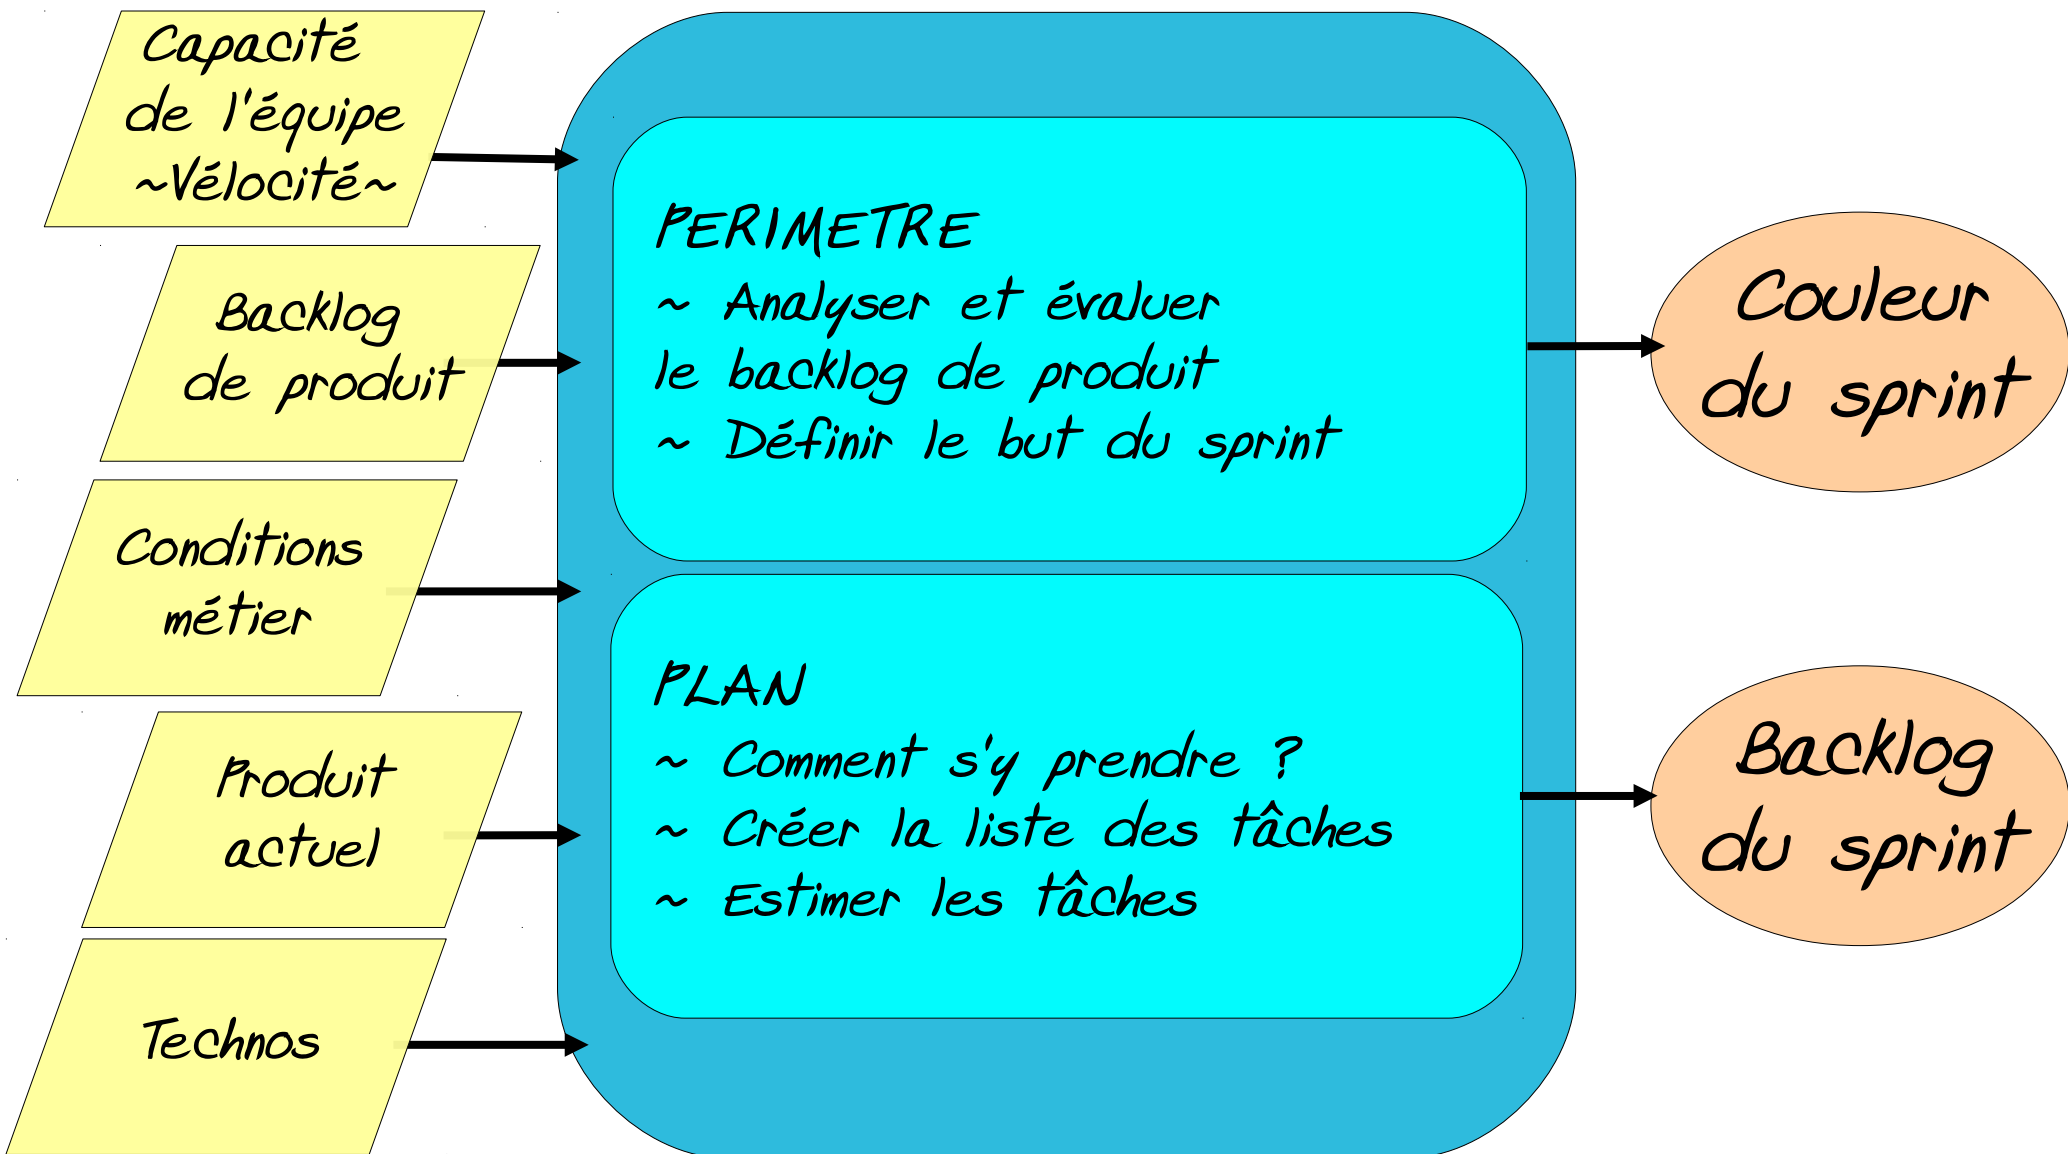 Capacité
de l'équipe
~Vélocité~
Backlog
de produit
Conditions
métier
Produit
actuel
Technos
PERIMETRE
~ Analyser et évaluer
le backlog de produit
~ Définir le but du sprint
PLAN
~ Comment s'y prendre ?
~ Créer la liste des tâches
~ Estimer les tâches
Couleur
du sprint
Backlog
du sprint